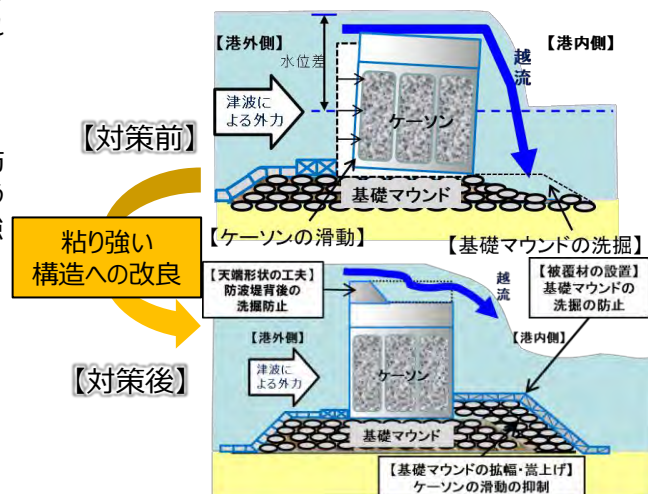 【港外側】
水位差
越流
【港内側】
津波に
よる外力
ケーソン
【対策前】
基礎マウンド
【ケーソンの滑動】
【基礎マウンドの洗掘】
粘り強い
構造への改良
【天端形状の工夫】
防波堤背後の
洗掘防止
越流
【被覆材の設置】
基礎マウンドの
洗掘の防止
【港外側】
【港内側】
津波に
よる外力
ケーソン
【対策後】
基礎マウンド
【基礎マウンドの拡幅・嵩上げ】
ケーソンの滑動の抑制